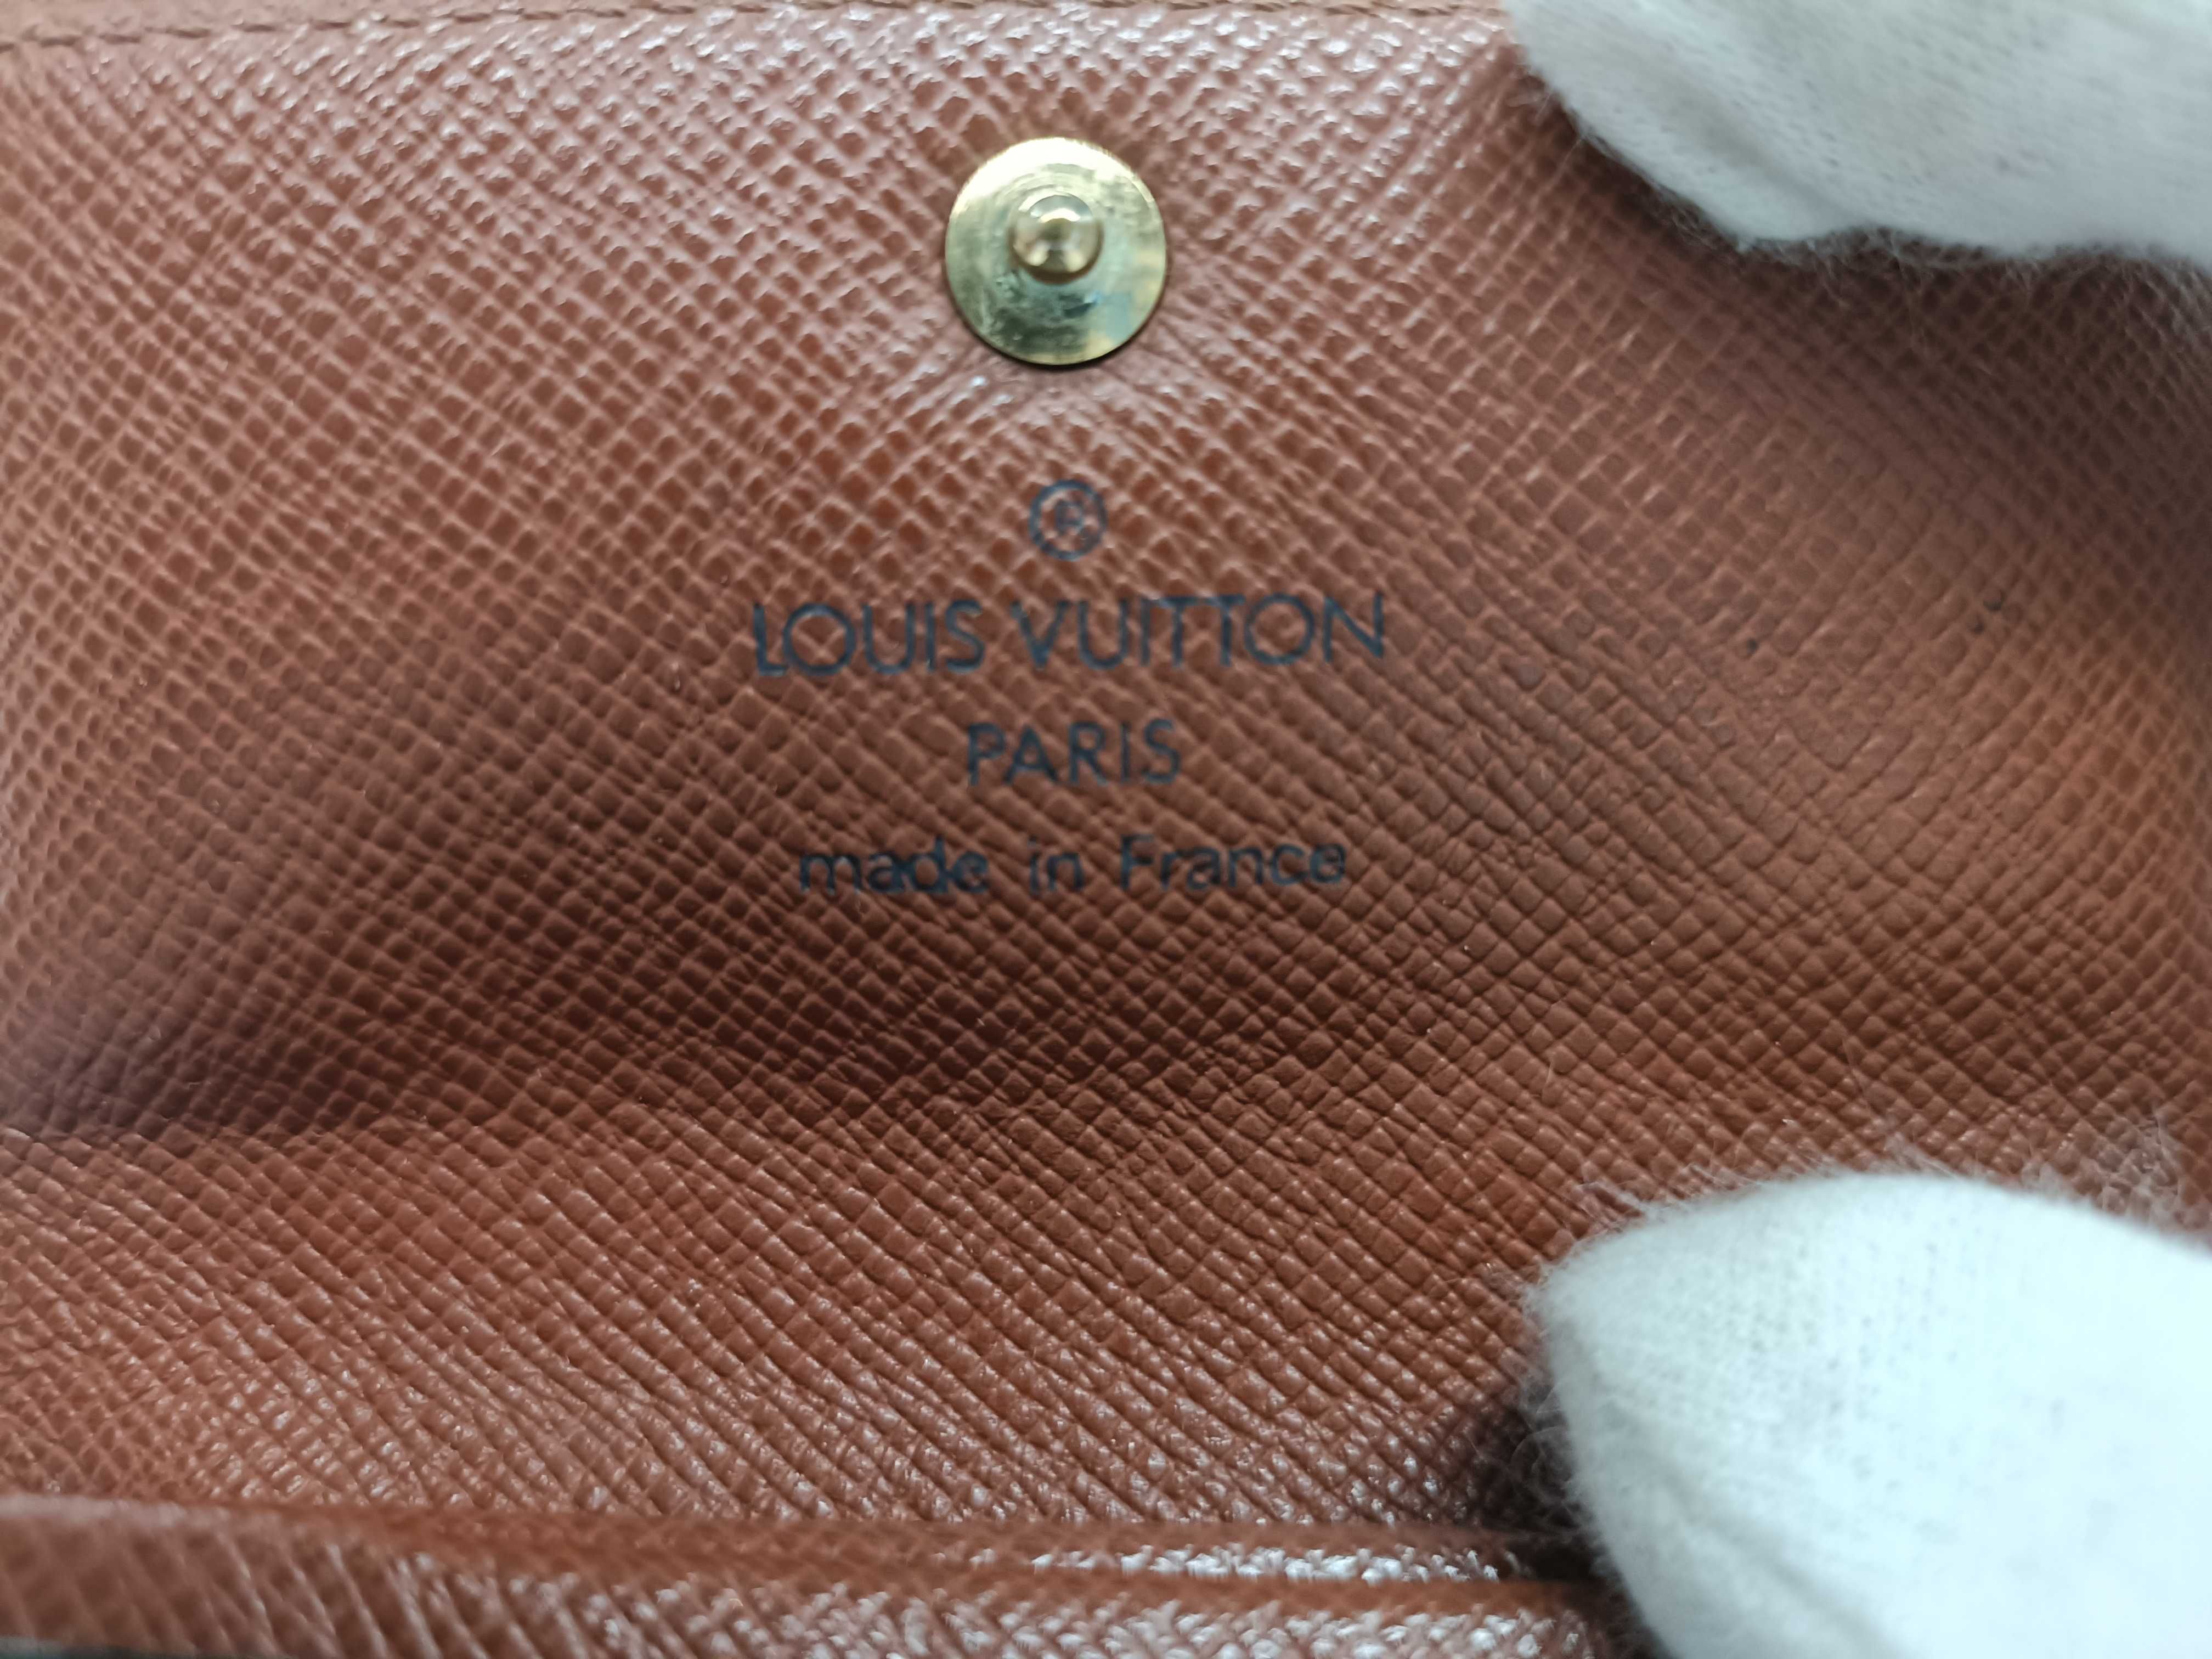 ®
LOUIS VUITTON
PARIS
made in France